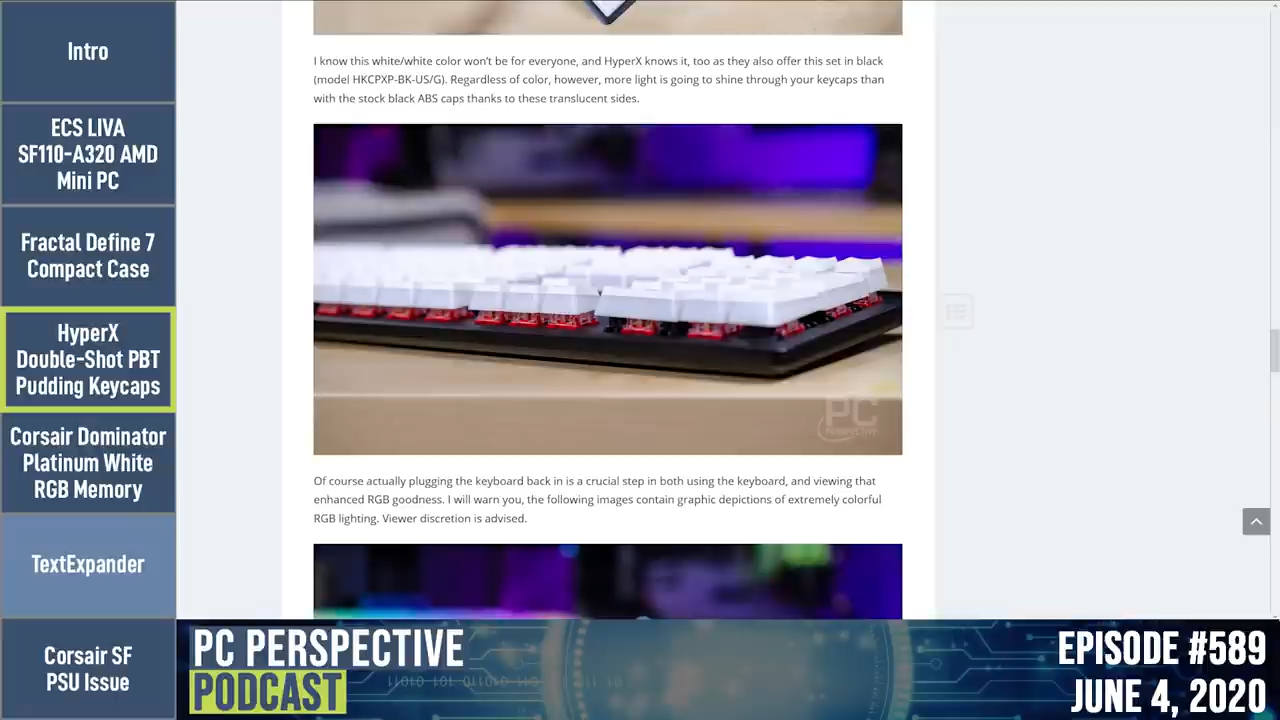 Intro
ECS LIVA
SF110-A320 AMD
Mini PC
Fractal Define 7
Compact Case
HyperX
Double-Shot PBT
Pudding Keycaps
Corsair Dominator
Platinum White
RGB Memory
TextExpander
Corsair SF
PSU Issue
I know this white/white color won't be for everyone, and HyperX knows it, too as they also offer this set in black
(model HKCPXP-BK-US/G). Regardless of color, however, more light is going to shine through your keycaps than
with the stock black ABS caps thanks to these translucent sides.
PC
PERSPECTIVE
Of course actually plugging the keyboard back in is a crucial step in both using the keyboard, and viewing that
enhanced RGB goodness. I will warn you, the following images contain graphic depictions of extremely colorful
RGB lighting. Viewer discretion is advised.
PC PERSPECTIVE
PODCAST
EPISODE #589
JUNE 4, 2020